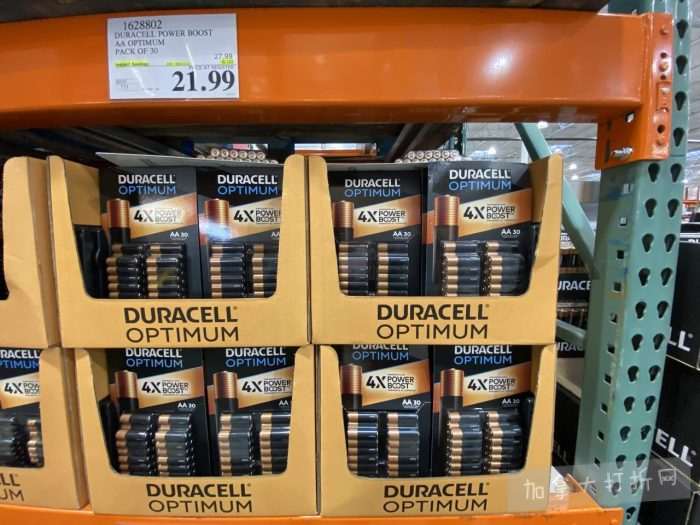 1628802
DURACELL POWER BOOST
AA OPTIMUM
PACK OF 30
27.99
21.99
DURACELL
OPTIMUM
4X POWER BOOST
AA 30
DURACELL
OPTIMUM
4X POWER BOOST
AA 30
DURACELL
OPTIMUM
4X POWER BOOST
AA 30
DURACELL
OPTIMUM
4X POWER BOOST
AA 30
DURACELL
OPTIMUM
DURACELL
OPTIMUM
DURACELL
OPTIMUM
4X POWER BOOST
AA 30
DURACELL
OPTIMUM
4X POWER BOOST
AA 30
DURACELL
OPTIMUM
4X POWER BOOST
AA 30
DURACELL
OPTIMUM
4X POWER BOOST
AA 30
DURACELL
OPTIMUM
DURACELL
OPTIMUM
加拿大打折网